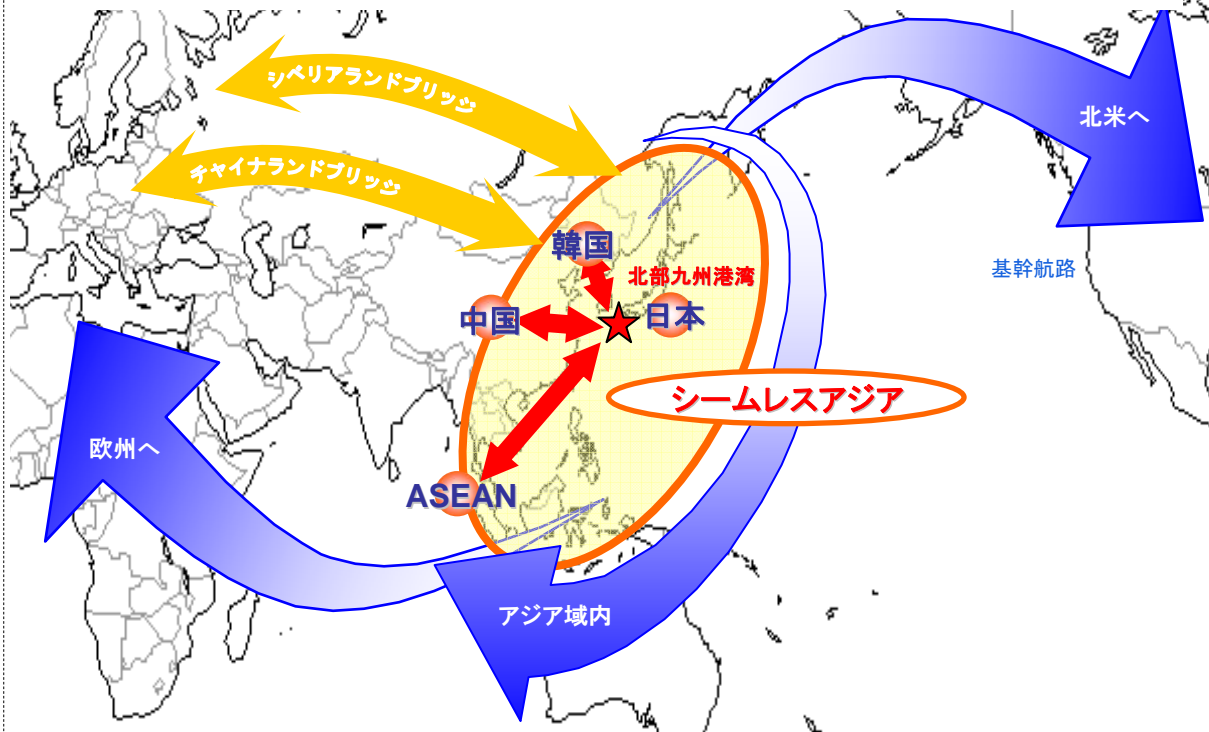 シベリアランドブリッジ
北米へ
チャイナランドブリッジ
韓国
北部九州港湾
基幹航路
中国
日本
シームレスアジア
欧州へ
ASEAN
アジア域内